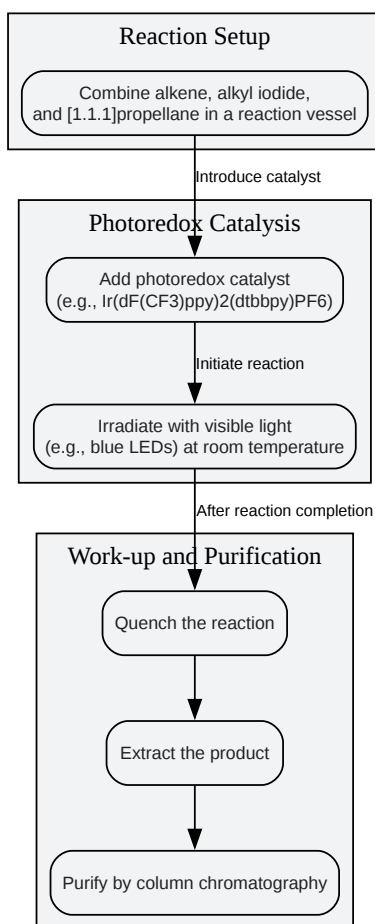 Reaction Setup
Combine alkene, alkyl iodide,
and [1.1.1]propellane in a reaction vessel
Introduce catalyst
Photoredox Catalysis
Add photoredox catalyst
(e.g., Ir(dF(CF3)ppy)2(dtbbpy)PF6)
Initiate reaction
Irradiate with visible light
(e.g., blue LEDs) at room temperature
After reaction completion
Work-up and Purification
Quench the reaction
Extract the product
Purify by column chromatography